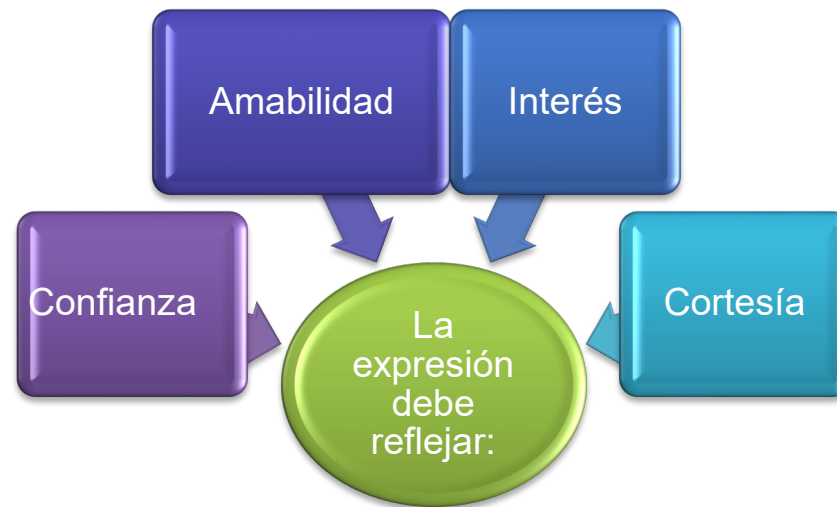 Amabilidad
Interés
Confianza
Cortesía
La
expresión
debe
reflejar: